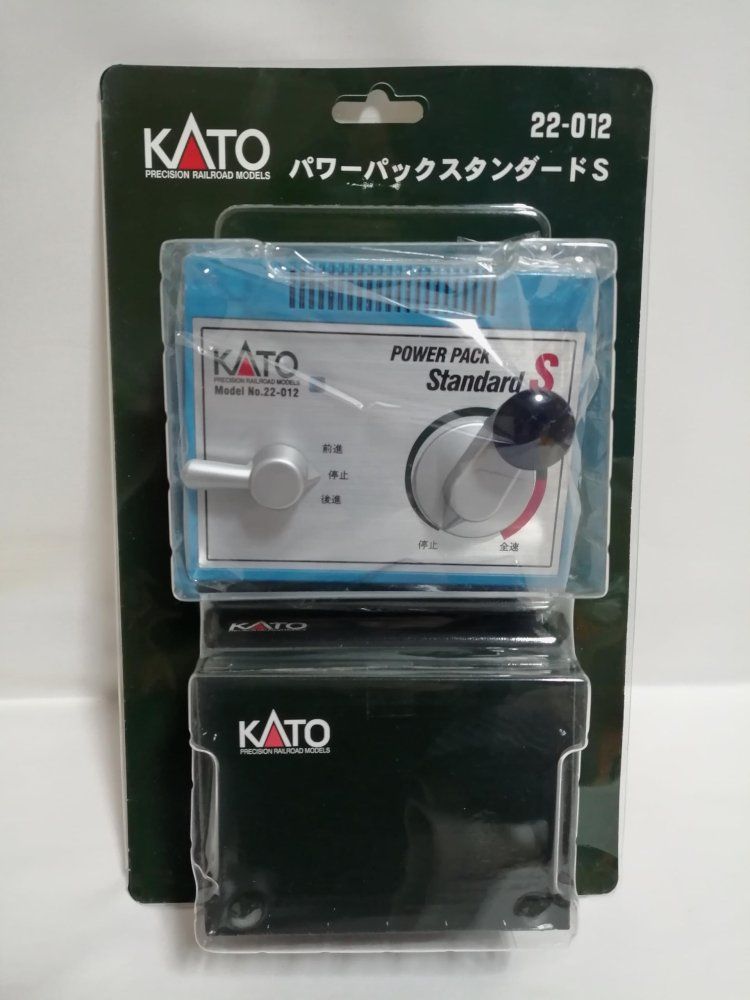 22-012
KATO
PRECISION RAILROAD MODELS
パワーパックスタンダードS
KATO
PRECISION RAILROAD MODELS
Model No.22-012
POWER PACK
Standard S
前進
停止
後進
停止
全速
KATO
KATO
PRECISION RAILROAD MODELS